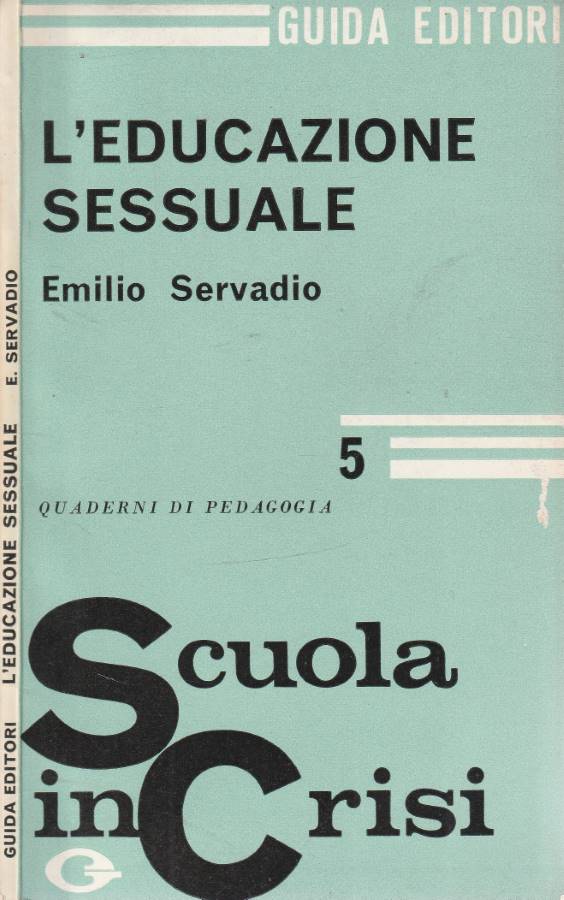 GUIDA EDITORI
L'EDUCAZIONE
SESSUALE
Emilio Servadio
5
QUADERNI DI PEDAGOGIA
Scuola
in Crisi
GUIDA EDITORI L'EDUCAZIONE SESSUALE E. SERVADIO